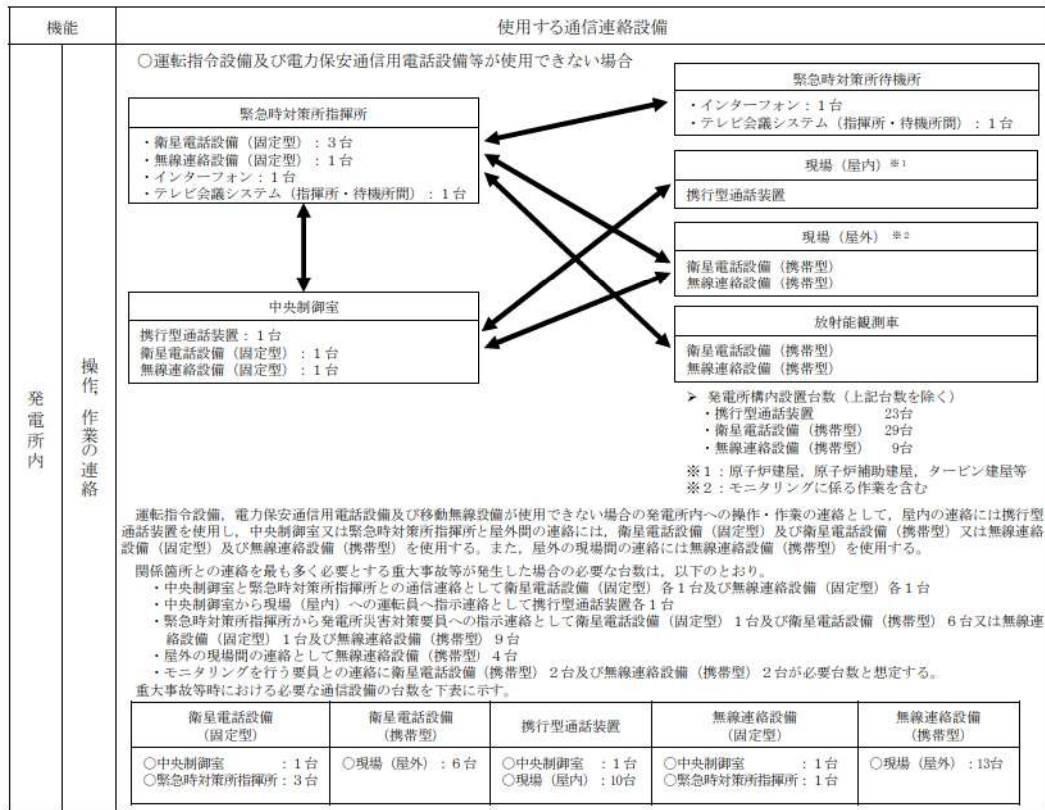 機能
使用する通信連絡設備
発電所内
操作，作業の連絡
○運転指令設備及び電力保安通信用電話設備等が使用できない場合
緊急時対策所指揮所
・衛星電話設備（固定型）：3台
・無線連絡設備（固定型）：1台
・インターフォン：1台
・テレビ会議システム（指揮所・待機所間）：1台
中央制御室
携行型通話装置：1台
衛星電話設備（固定型）：1台
無線連絡設備（固定型）：1台
緊急時対策所待機所
・インターフォン：1台
・テレビ会議システム（指揮所・待機所間）：1台
現場（屋内）※1
携行型通話装置
現場（屋外）※2
衛星電話設備（携帯型）
無線連絡設備（携帯型）
放射能観測車
衛星電話設備（携帯型）
無線連絡設備（携帯型）
➤ 発電所構内設置台数（上記台数を除く）
・携行型通話装置 23台
・衛星電話設備（携帯型） 29台
・無線連絡設備（携帯型） 9台
※1：原子炉建屋，原子炉補助建屋，タービン建屋等
※2：モニタリングに係る作業を含む
運転指令設備，電力保安通信用電話設備及び移動無線設備が使用できない場合の発電所内への操作・作業の連絡として，屋内の連絡には携行型
通話装置を使用し，中央制御室又は緊急時対策所指揮所と屋外間の連絡には，衛星電話設備（固定型）及び衛星電話設備（携帯型）又は無線連絡
設備（固定型）及び無線連絡設備（携帯型）を使用する。また，屋外の現場間の連絡には無線連絡設備（携帯型）を使用する。
関係箇所との連絡を最も多く必要とする重大事故等が発生した場合の必要な台数は，以下のとおり。
・中央制御室と緊急時対策所指揮所との通信連絡として衛星電話設備（固定型）各1台及び無線連絡設備（固定型）各1台
・中央制御室から現場（屋内）への運転員へ指示連絡として携行型通話装置各1台
・緊急時対策所指揮所から発電所災害対策要員への指示連絡として衛星電話設備（固定型）1台及び衛星電話設備（携帯型）6台又は無線連
絡設備（固定型）1台及び無線連絡設備（携帯型）9台
・屋外の現場間の連絡として無線連絡設備（携帯型）4台
・モニタリングを行う要員との連絡に衛星電話設備（携帯型）2台及び無線連絡設備（携帯型）2台が必要台数と想定する。
重大事故等時における必要な通信設備の台数を下表に示す。
衛星電話設備
（固定型）
衛星電話設備
（携帯型）
携行型通話装置
無線連絡設備
（固定型）
無線連絡設備
（携帯型）
○中央制御室 ：1台
○緊急時対策所指揮所：3台
○現場（屋外）：6台
○中央制御室 ：1台
○現場（屋内）：10台
○中央制御室 ：1台
○緊急時対策所指揮所：1台
○現場（屋外）：13台